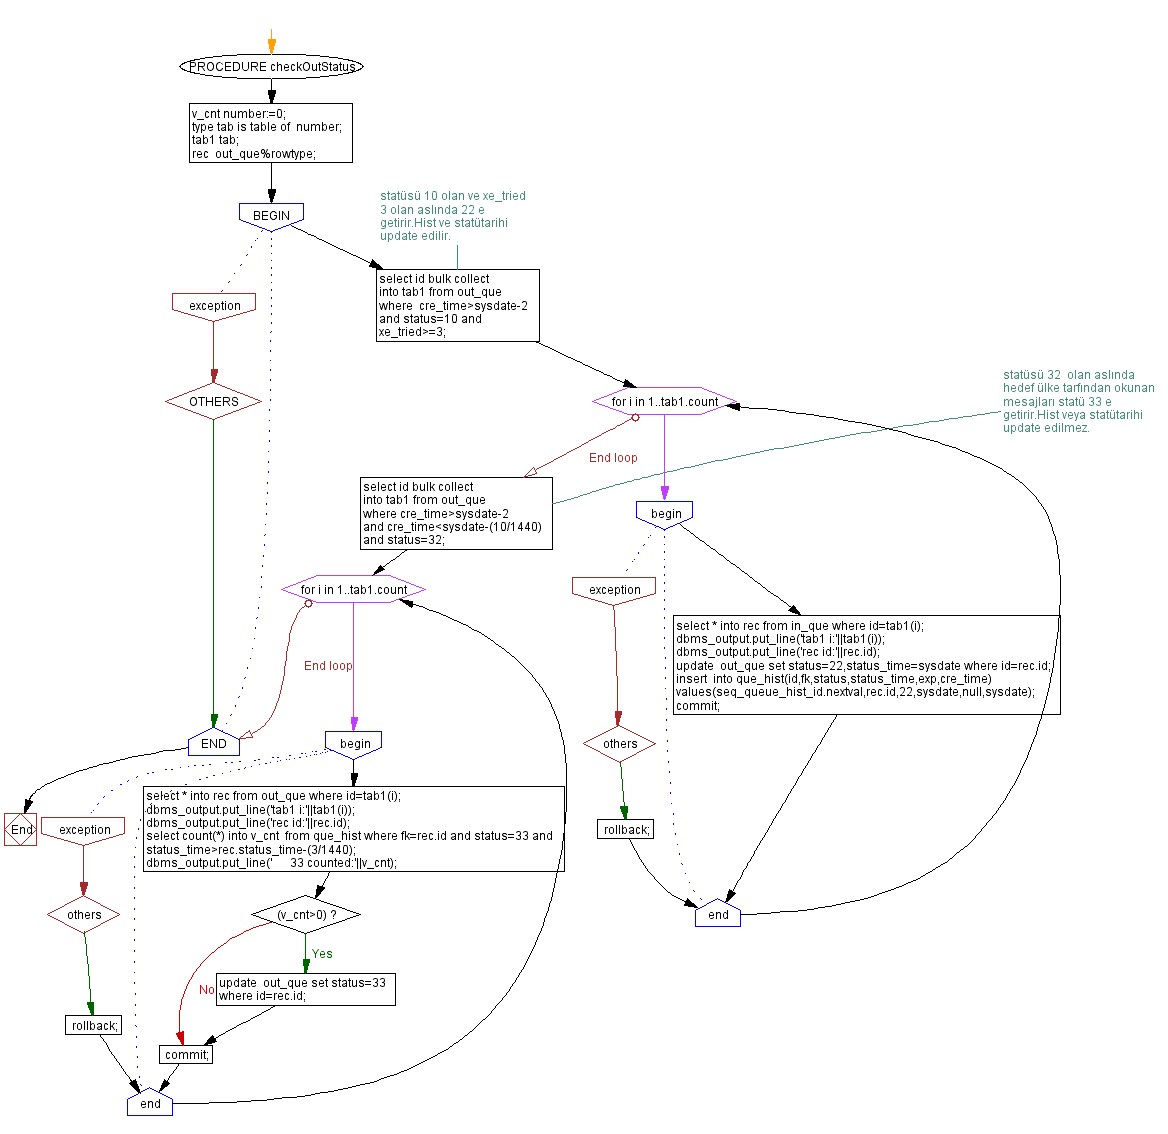 PROCEDURE checkOutStatus
v_cnt number:=0;
type tab is table of  number;
tab1 tab;
rec  out_que%rowtype;
BEGIN
statüsü 10 olan ve xe_tried
3 olan aslında 22 e
getirir.Hist ve statütarihi
update edilir.
select id bulk collect
into tab1 from out_que
where  cre_time>sysdate-2
and status=10 and
xe_tried>=3;
exception
OTHERS
for i in 1..tab1.count
statüsü 32  olan aslında
hedef ülke tarfından okunan
mesajları statü 33 e
getirir.Hist veya statütarihi
update edilmez.
End loop
select id bulk collect
into tab1 from out_que
where cre_time>sysdate-2
and cre_time<sysdate-(10/1440)
and status=32;
begin
exception
for i in 1..tab1.count
select * into rec from in_que where id=tab1(i);
dbms_output.put_line('tab1 i:'||tab1(i));
dbms_output.put_line('rec id:'||rec.id);
update  out_que set status=22,status_time=sysdate where id=rec.id;
insert  into que_hist(id,fk,status,status_time,exp,cre_time)
values(seq_queue_hist_id.nextval,rec.id,22,sysdate,null,sysdate);
commit;
End loop
others
END
begin
select * into rec from out_que where id=tab1(i);
dbms_output.put_line('tab1 i:'||tab1(i));
dbms_output.put_line('rec id:'||rec.id);
select count(*) into v_cnt  from que_hist where fk=rec.id and status=33 and
status_time>rec.status_time-(3/1440);
dbms_output.put_line('      33 counted:'||v_cnt);
End
exception
rollback;
others
(v_cnt>0) ?
end
Yes
No
update  out_que set status=33
where id=rec.id;
rollback;
commit;
end